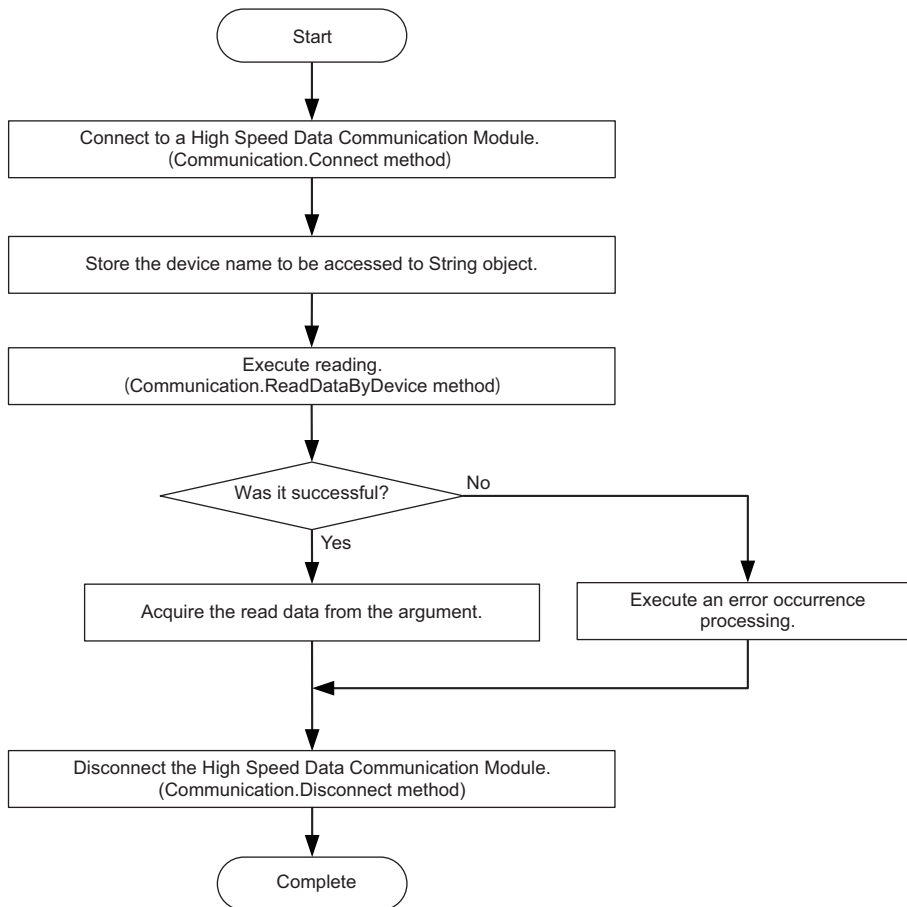 Start
Connect to a High Speed Data Communication Module.
(Communication.Connect method)
Store the device name to be accessed to String object.
Execute reading.
(Communication.ReadDataByDevice method)
Was it successful?
No
Yes
Acquire the read data from the argument.
Execute an error occurrence
processing.
Disconnect the High Speed Data Communication Module.
(Communication.Disconnect method)
Complete